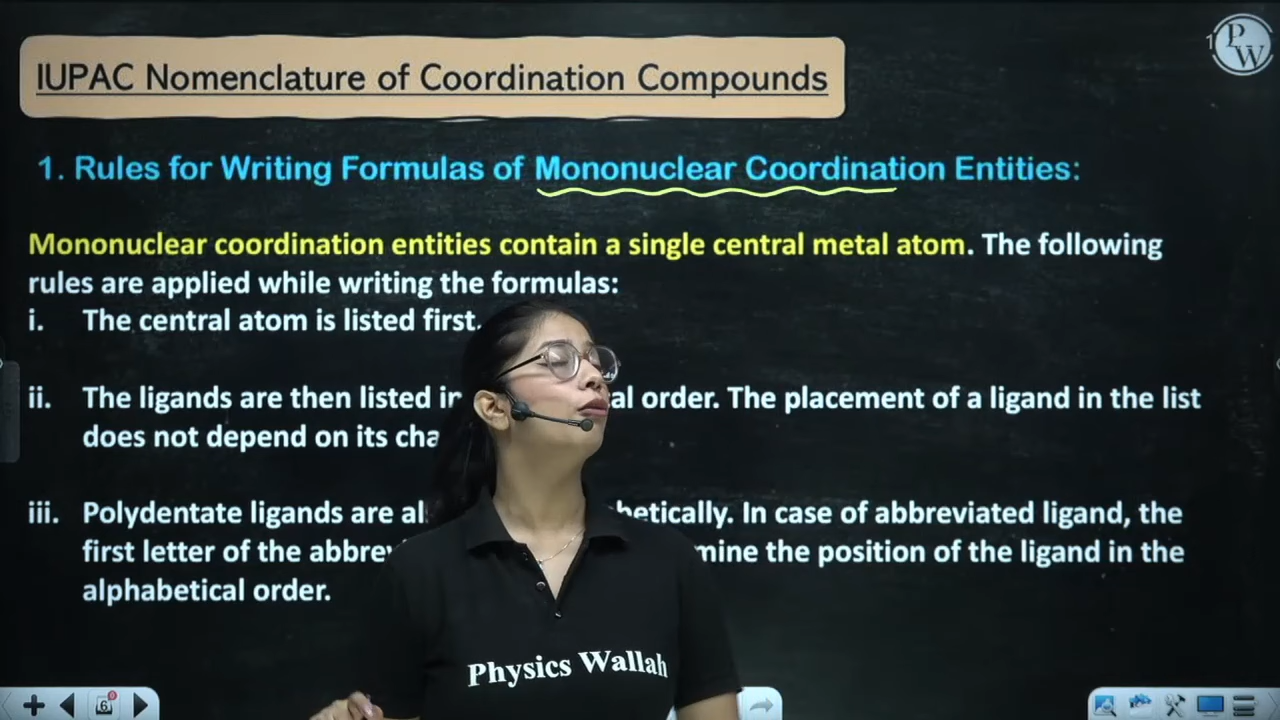 P
W
IUPAC Nomenclature of Coordination Compounds
1. Rules for Writing Formulas of Mononuclear Coordination Entities:
Mononuclear coordination entities contain a single central metal atom. The following
rules are applied while writing the formulas:
i. The central atom is listed first.
ii. The ligands are then listed in al order. The placement of a ligand in the list
does not depend on its cha
iii. Polydentate ligands are al betically. In case of abbreviated ligand, the
first letter of the abbrev mine the position of the ligand in the
alphabetical order.
Physics Wallah
6